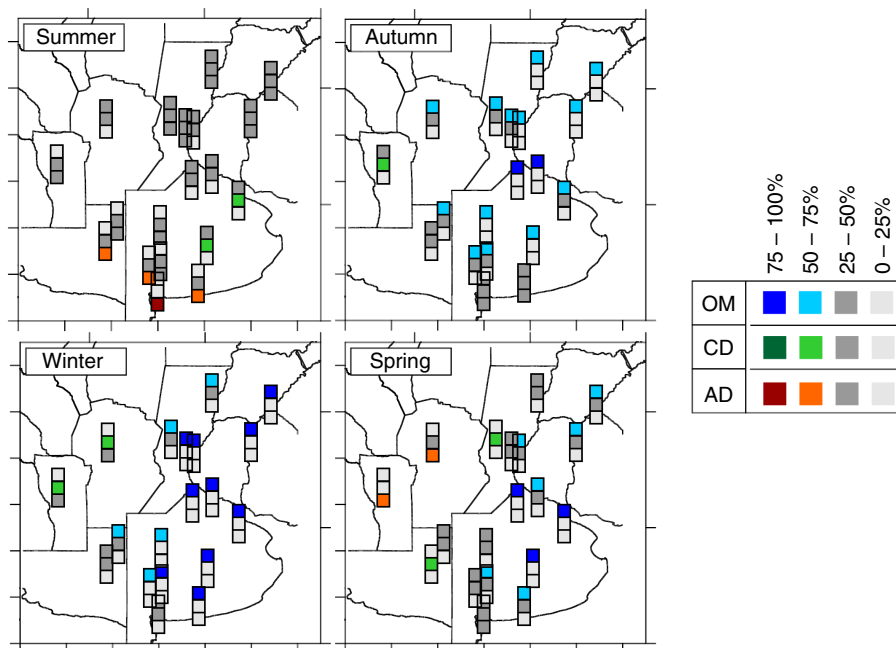 Summer
Autumn
Winter
Spring
75 – 100%
50 – 75%
25 – 50%
0 – 25%
OM
CD
AD